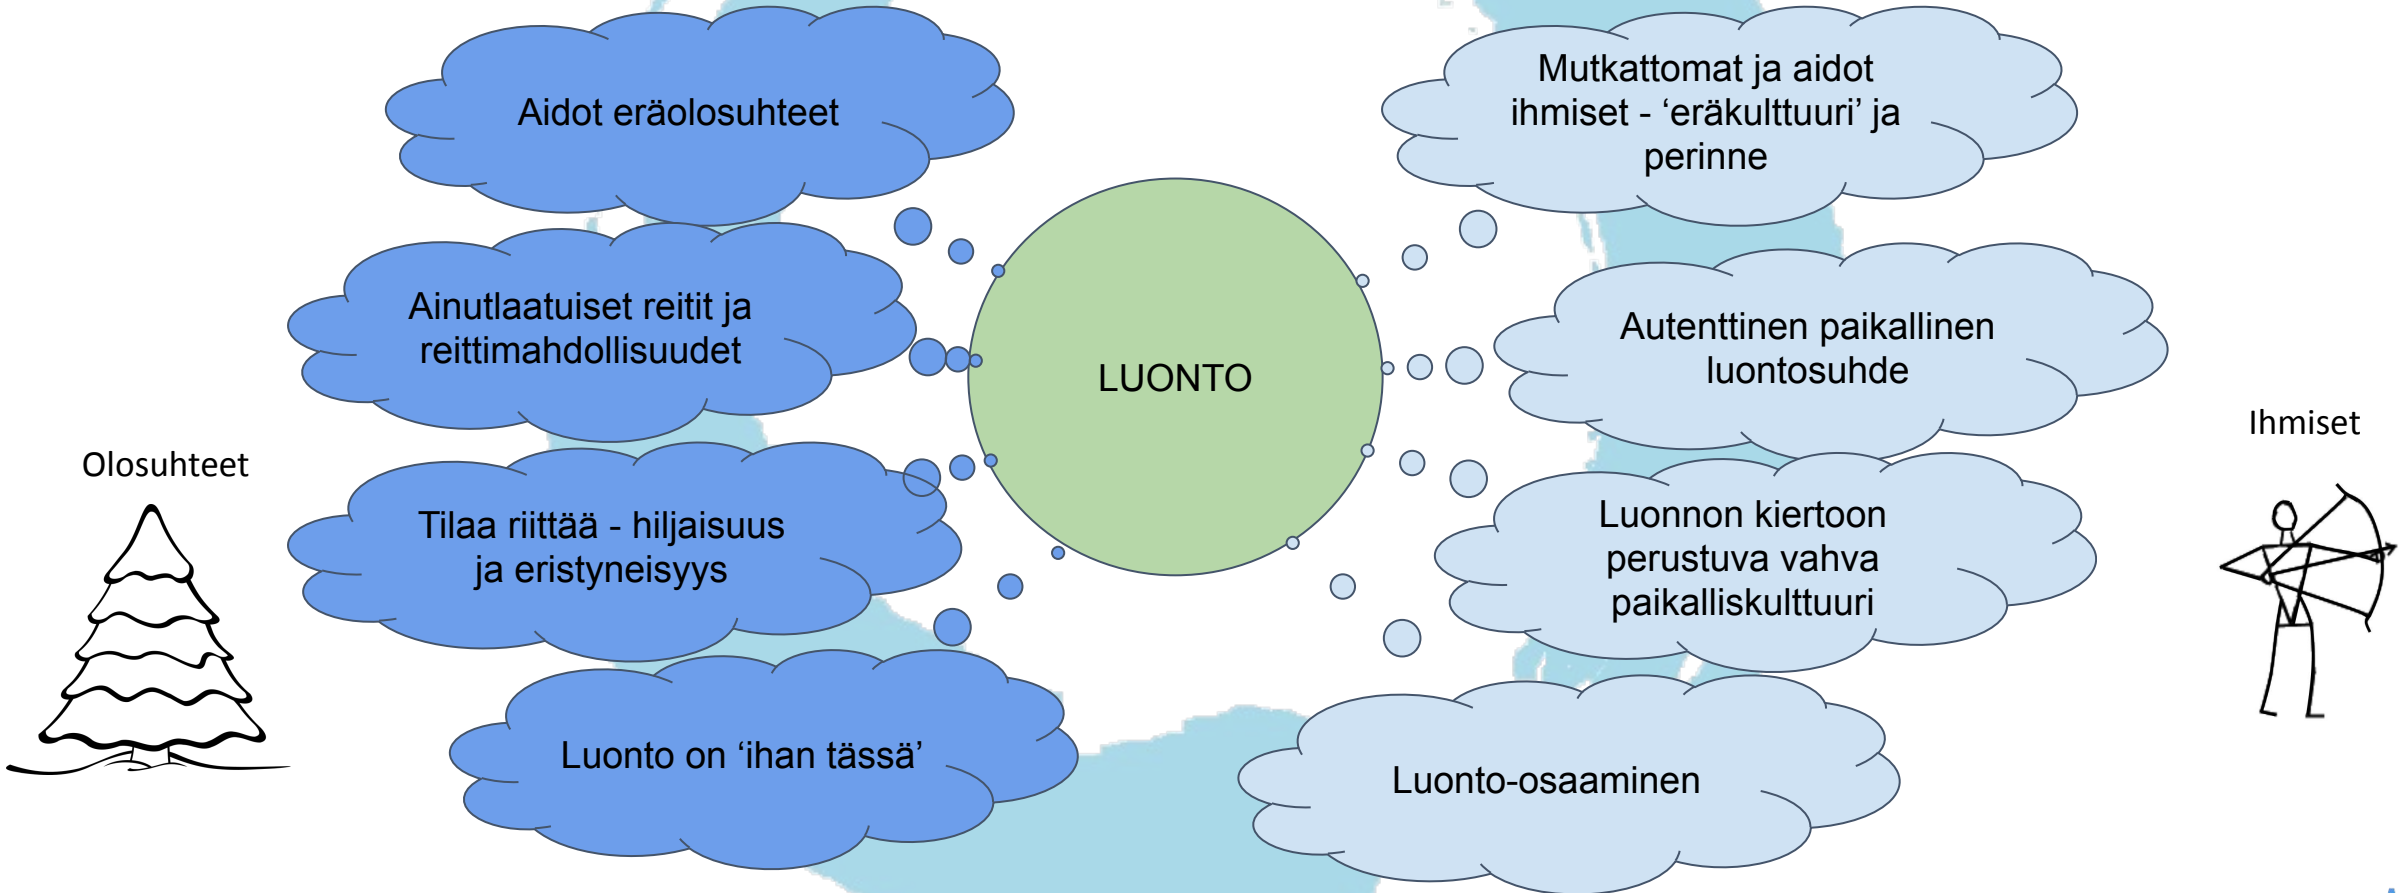 Aidot eräolosuhteet
Ainutlaatuiset reitit ja
reittimahdollisuudet
Olosuhteet
Tilaa riittää - hiljaisuus
ja eristyneisyys
Luonto on ‘ihan tässä’
LUONTO
Mutkattomat ja aidot
ihmiset - ‘eräkulttuuri’ ja
perinne
Autenttinen paikallinen
luontosuhde
Ihmiset
Luonnon kiertoon
perustuva vahva
paikalliskulttuuri
Luonto-osaaminen